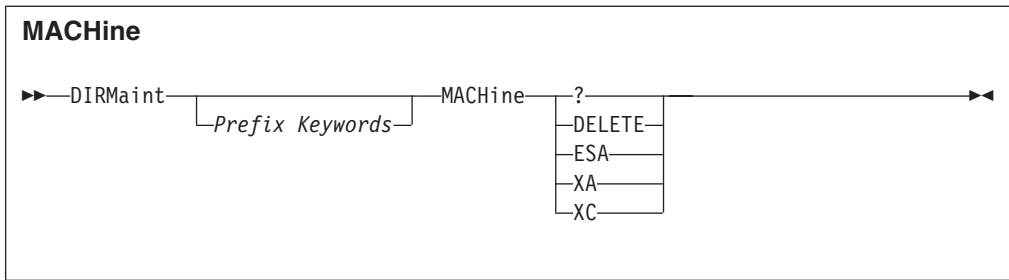 MACHine
DIRMaint MACHine ?
Prefix Keywords DELETE
ESA
XA
XC